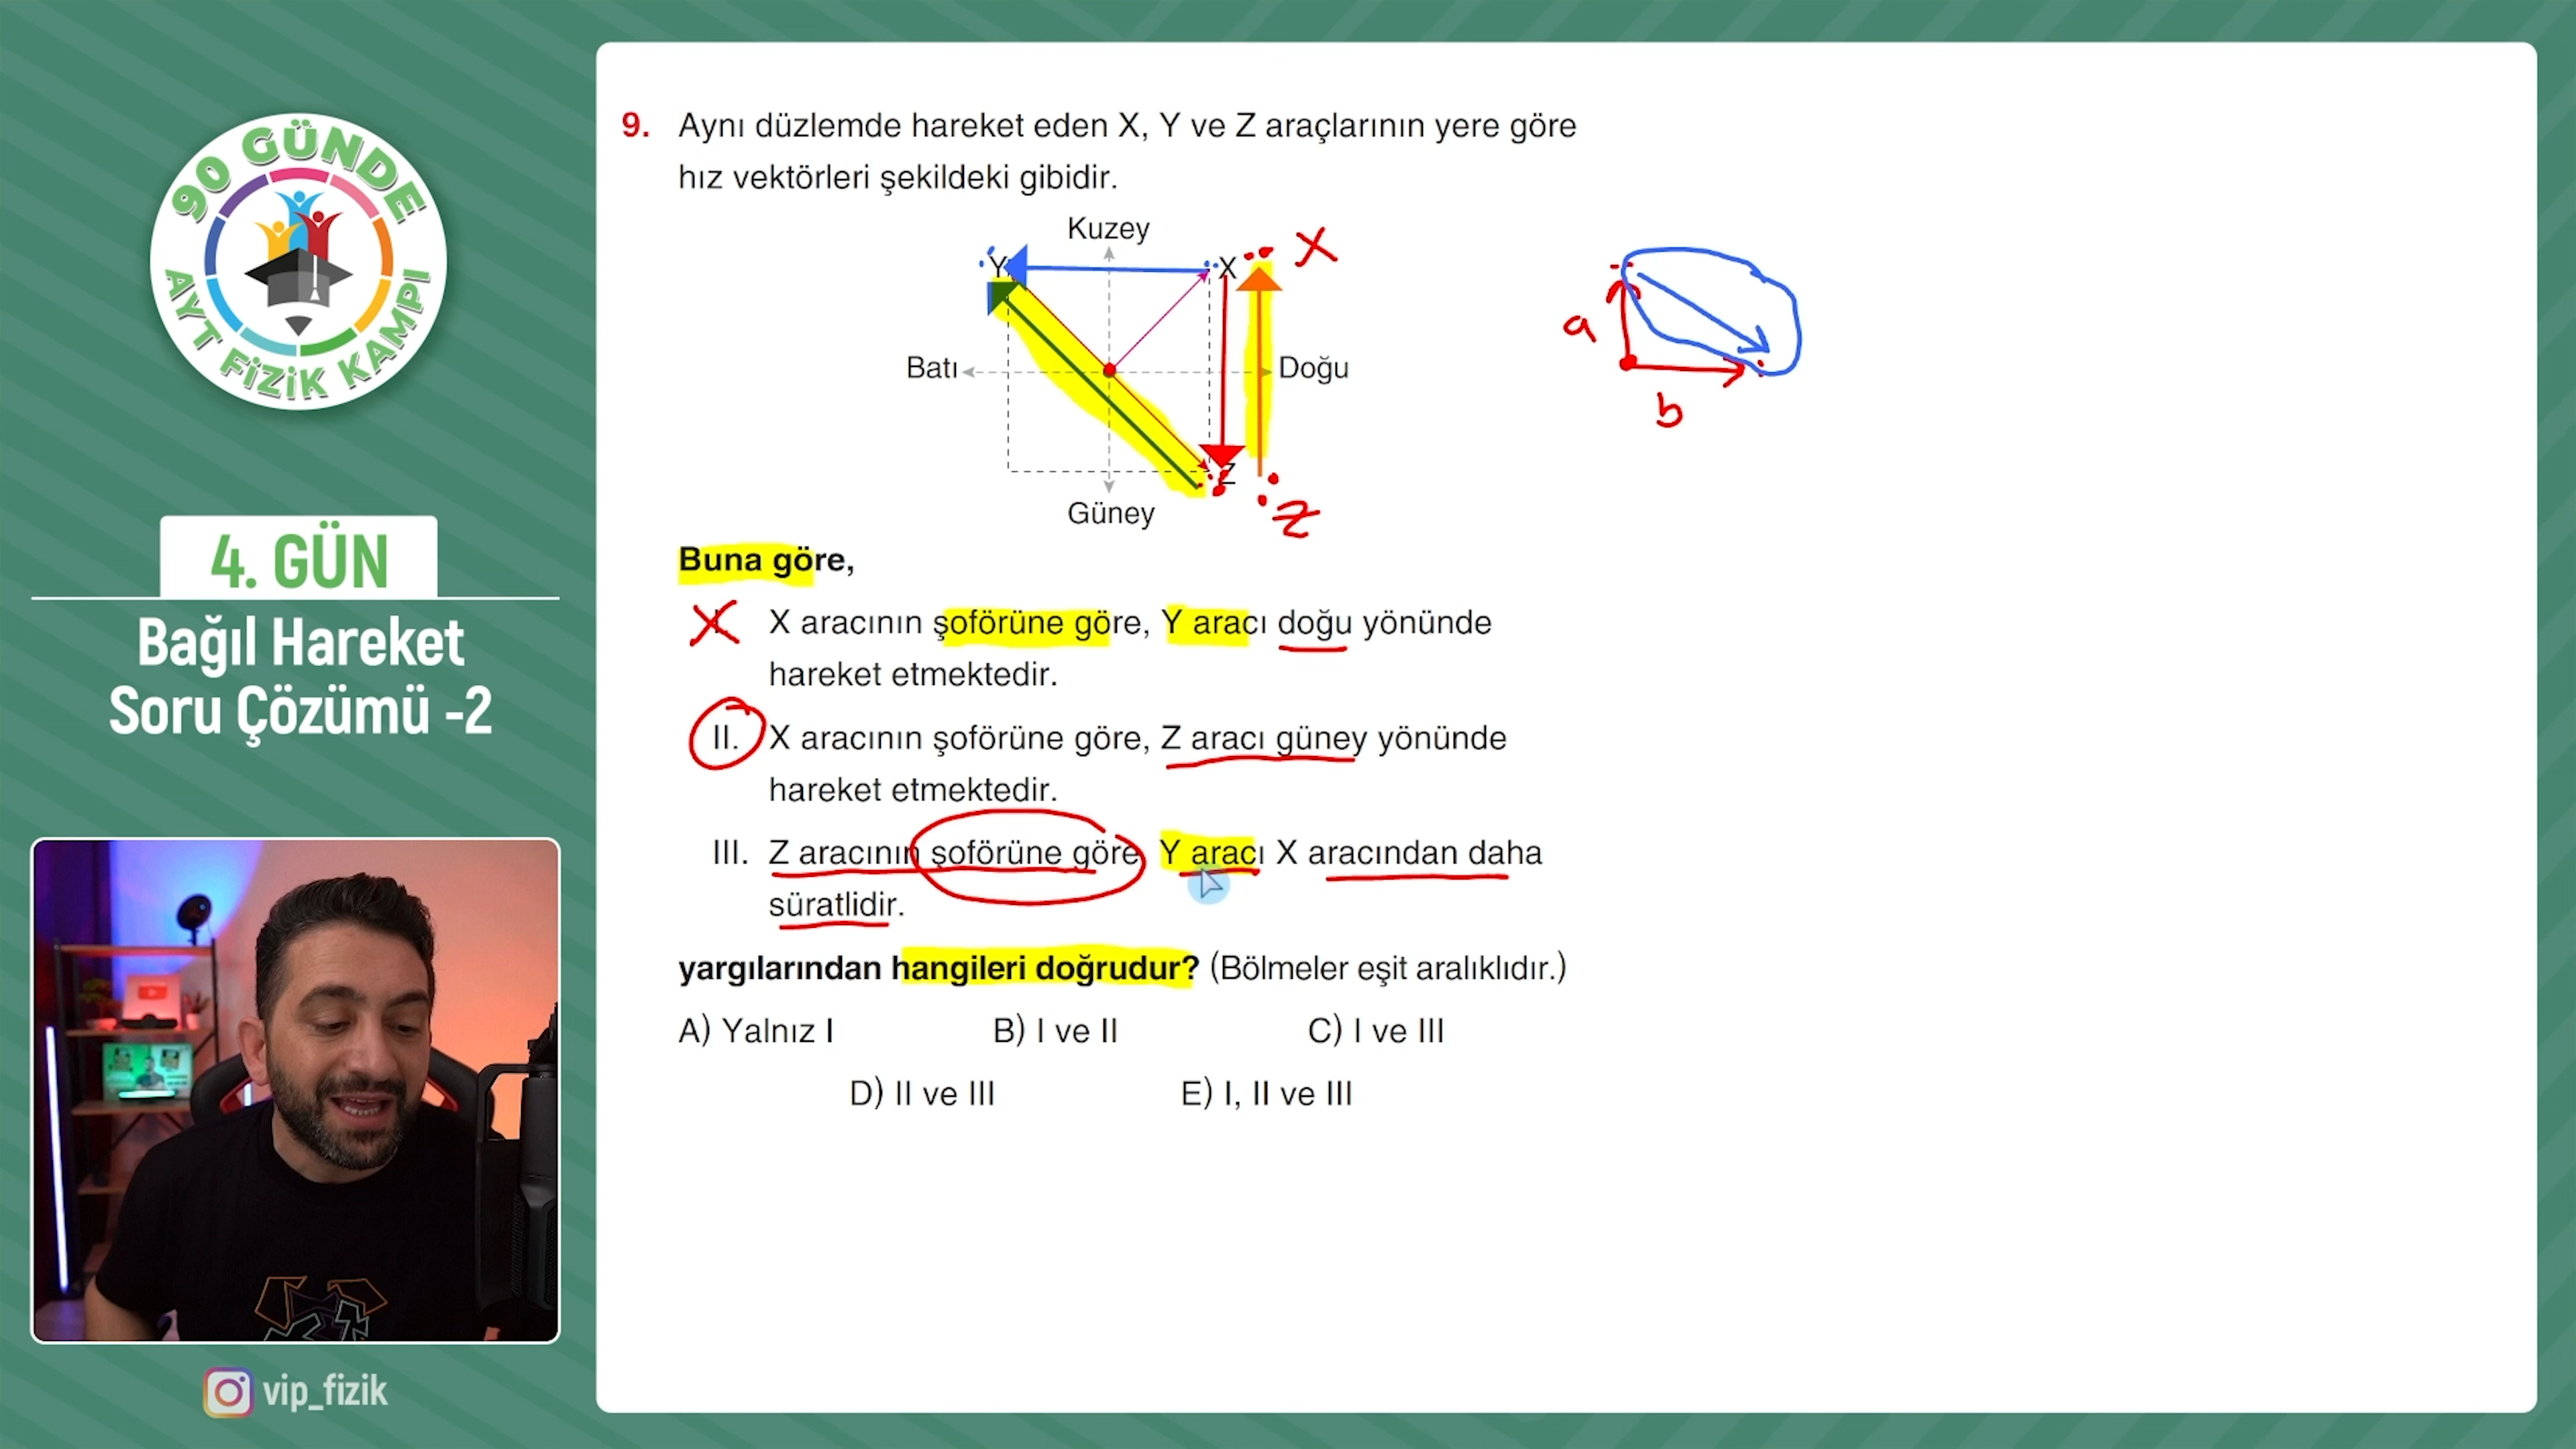 90 GÜNDE
AYT FİZİK KAMPI
4. GÜN
Bağıl Hareket
Soru Çözümü -2
vip_fizik
9. Aynı düzlemde hareket eden X, Y ve Z araçlarının yere göre
hız vektörleri şekildeki gibidir.
Kuzey
Y
X
X
Batı
Doğu
Z
Z
Güney
a
b
Buna göre,
I. X aracının şoförüne göre, Y aracı doğu yönünde
hareket etmektedir.
II. X aracının şoförüne göre, Z aracı güney yönünde
hareket etmektedir.
III. Z aracının şoförüne göre Y aracı X aracından daha
süratlidir.
yargılarından hangileri doğrudur? (Bölmeler eşit aralıklıdır.)
A) Yalnız I B) I ve II C) I ve III
D) II ve III E) I, II ve III